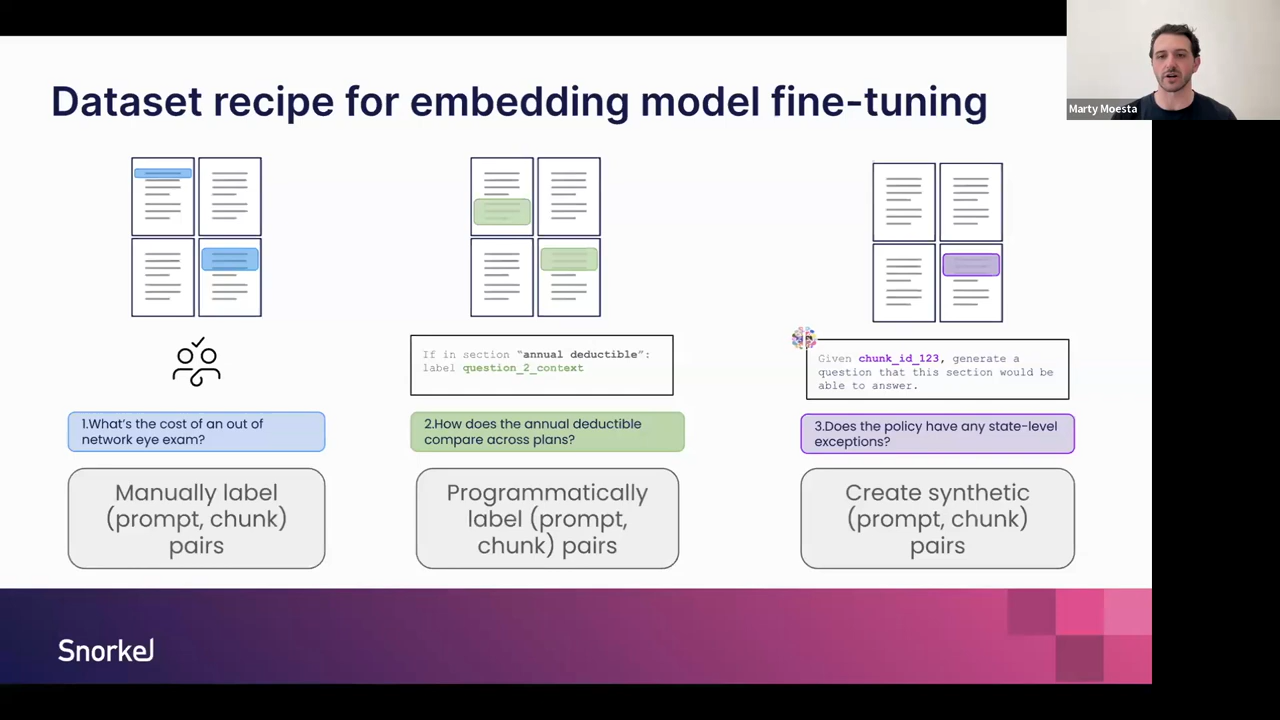 Dataset recipe for embedding model fine-tuning
Marty Moesta
If in section "annual deductible":
label question_2_context
Given chunk_id_123, generate a
question that this section would be
able to answer.
1.What's the cost of an out of
network eye exam?
2.How does the annual deductible
compare across plans?
3.Does the policy have any state-level
exceptions?
Manually label
(prompt, chunk)
pairs
Programmatically
label (prompt,
chunk) pairs
Create synthetic
(prompt, chunk)
pairs
Snorkel